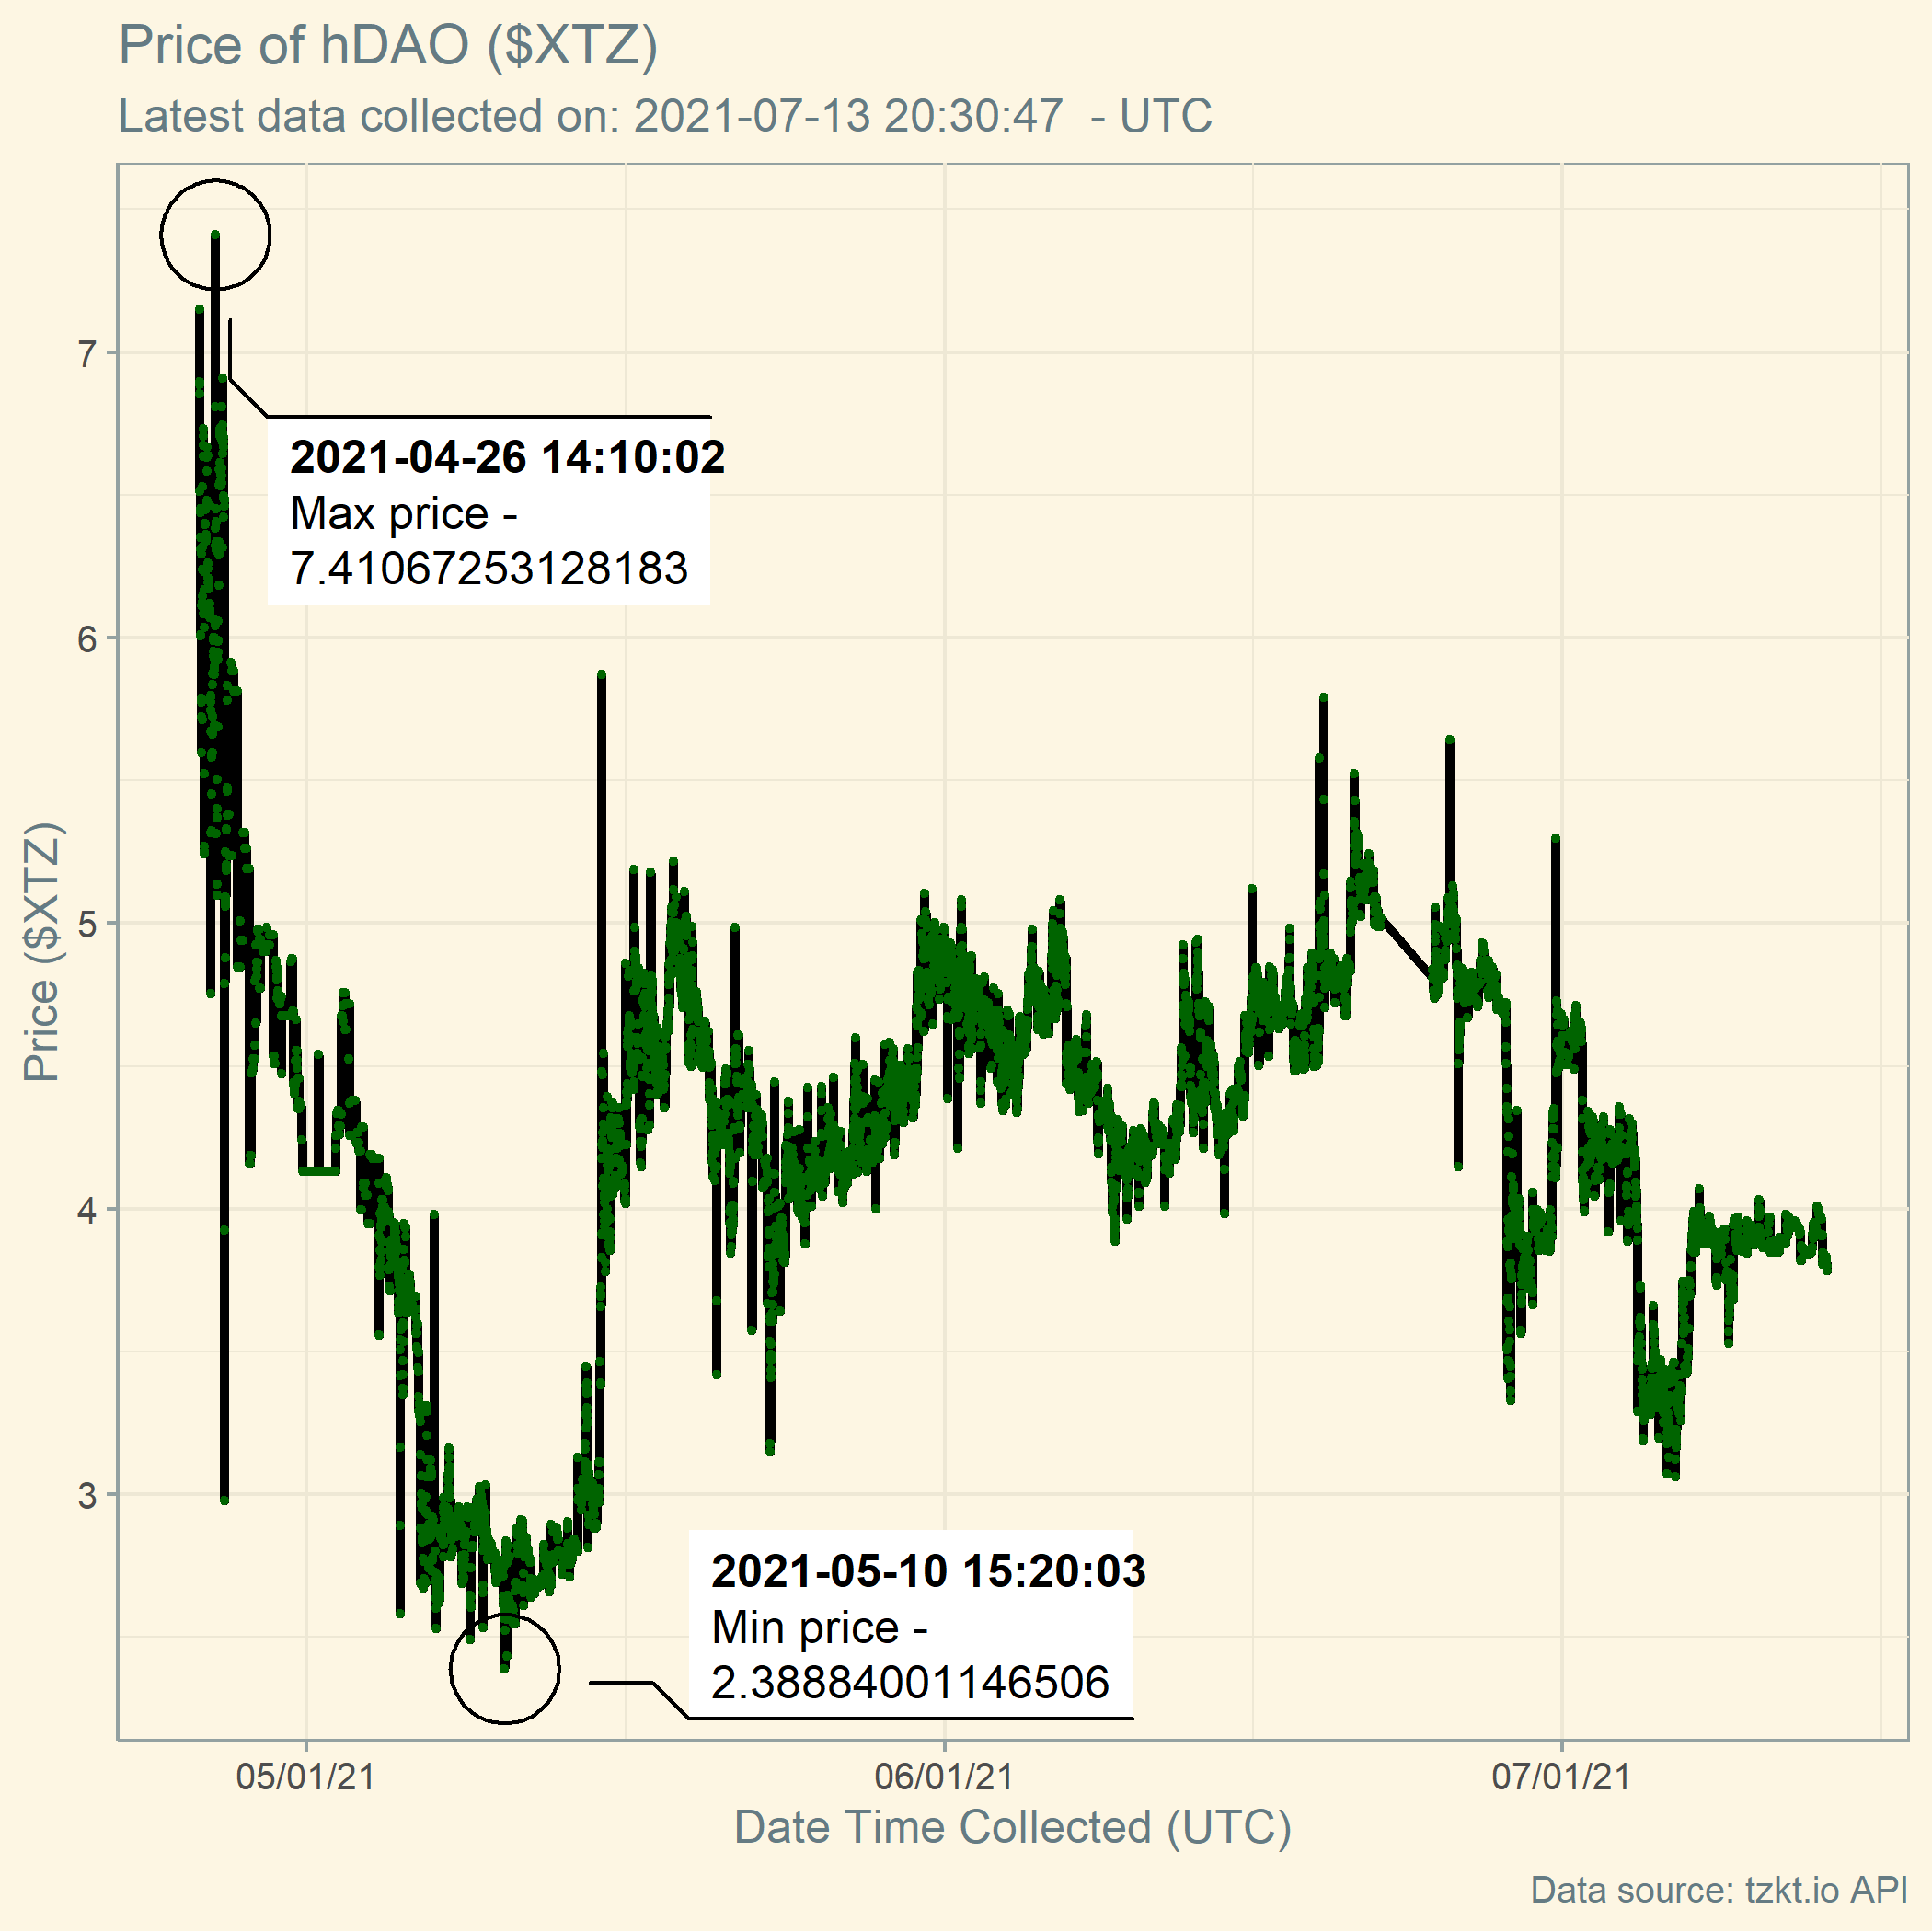 Price of hDAO ($XTZ)
Latest data collected on: 2021-07-13 20:30:47  - UTC
7
6
5
4
3
Price ($XTZ)
2021-04-26 14:10:02
Max price -
7.41067253128183
2021-05-10 15:20:03
Min price -
2.38884001146506
05/01/21
06/01/21
07/01/21
Date Time Collected (UTC)
Data source: tzkt.io API